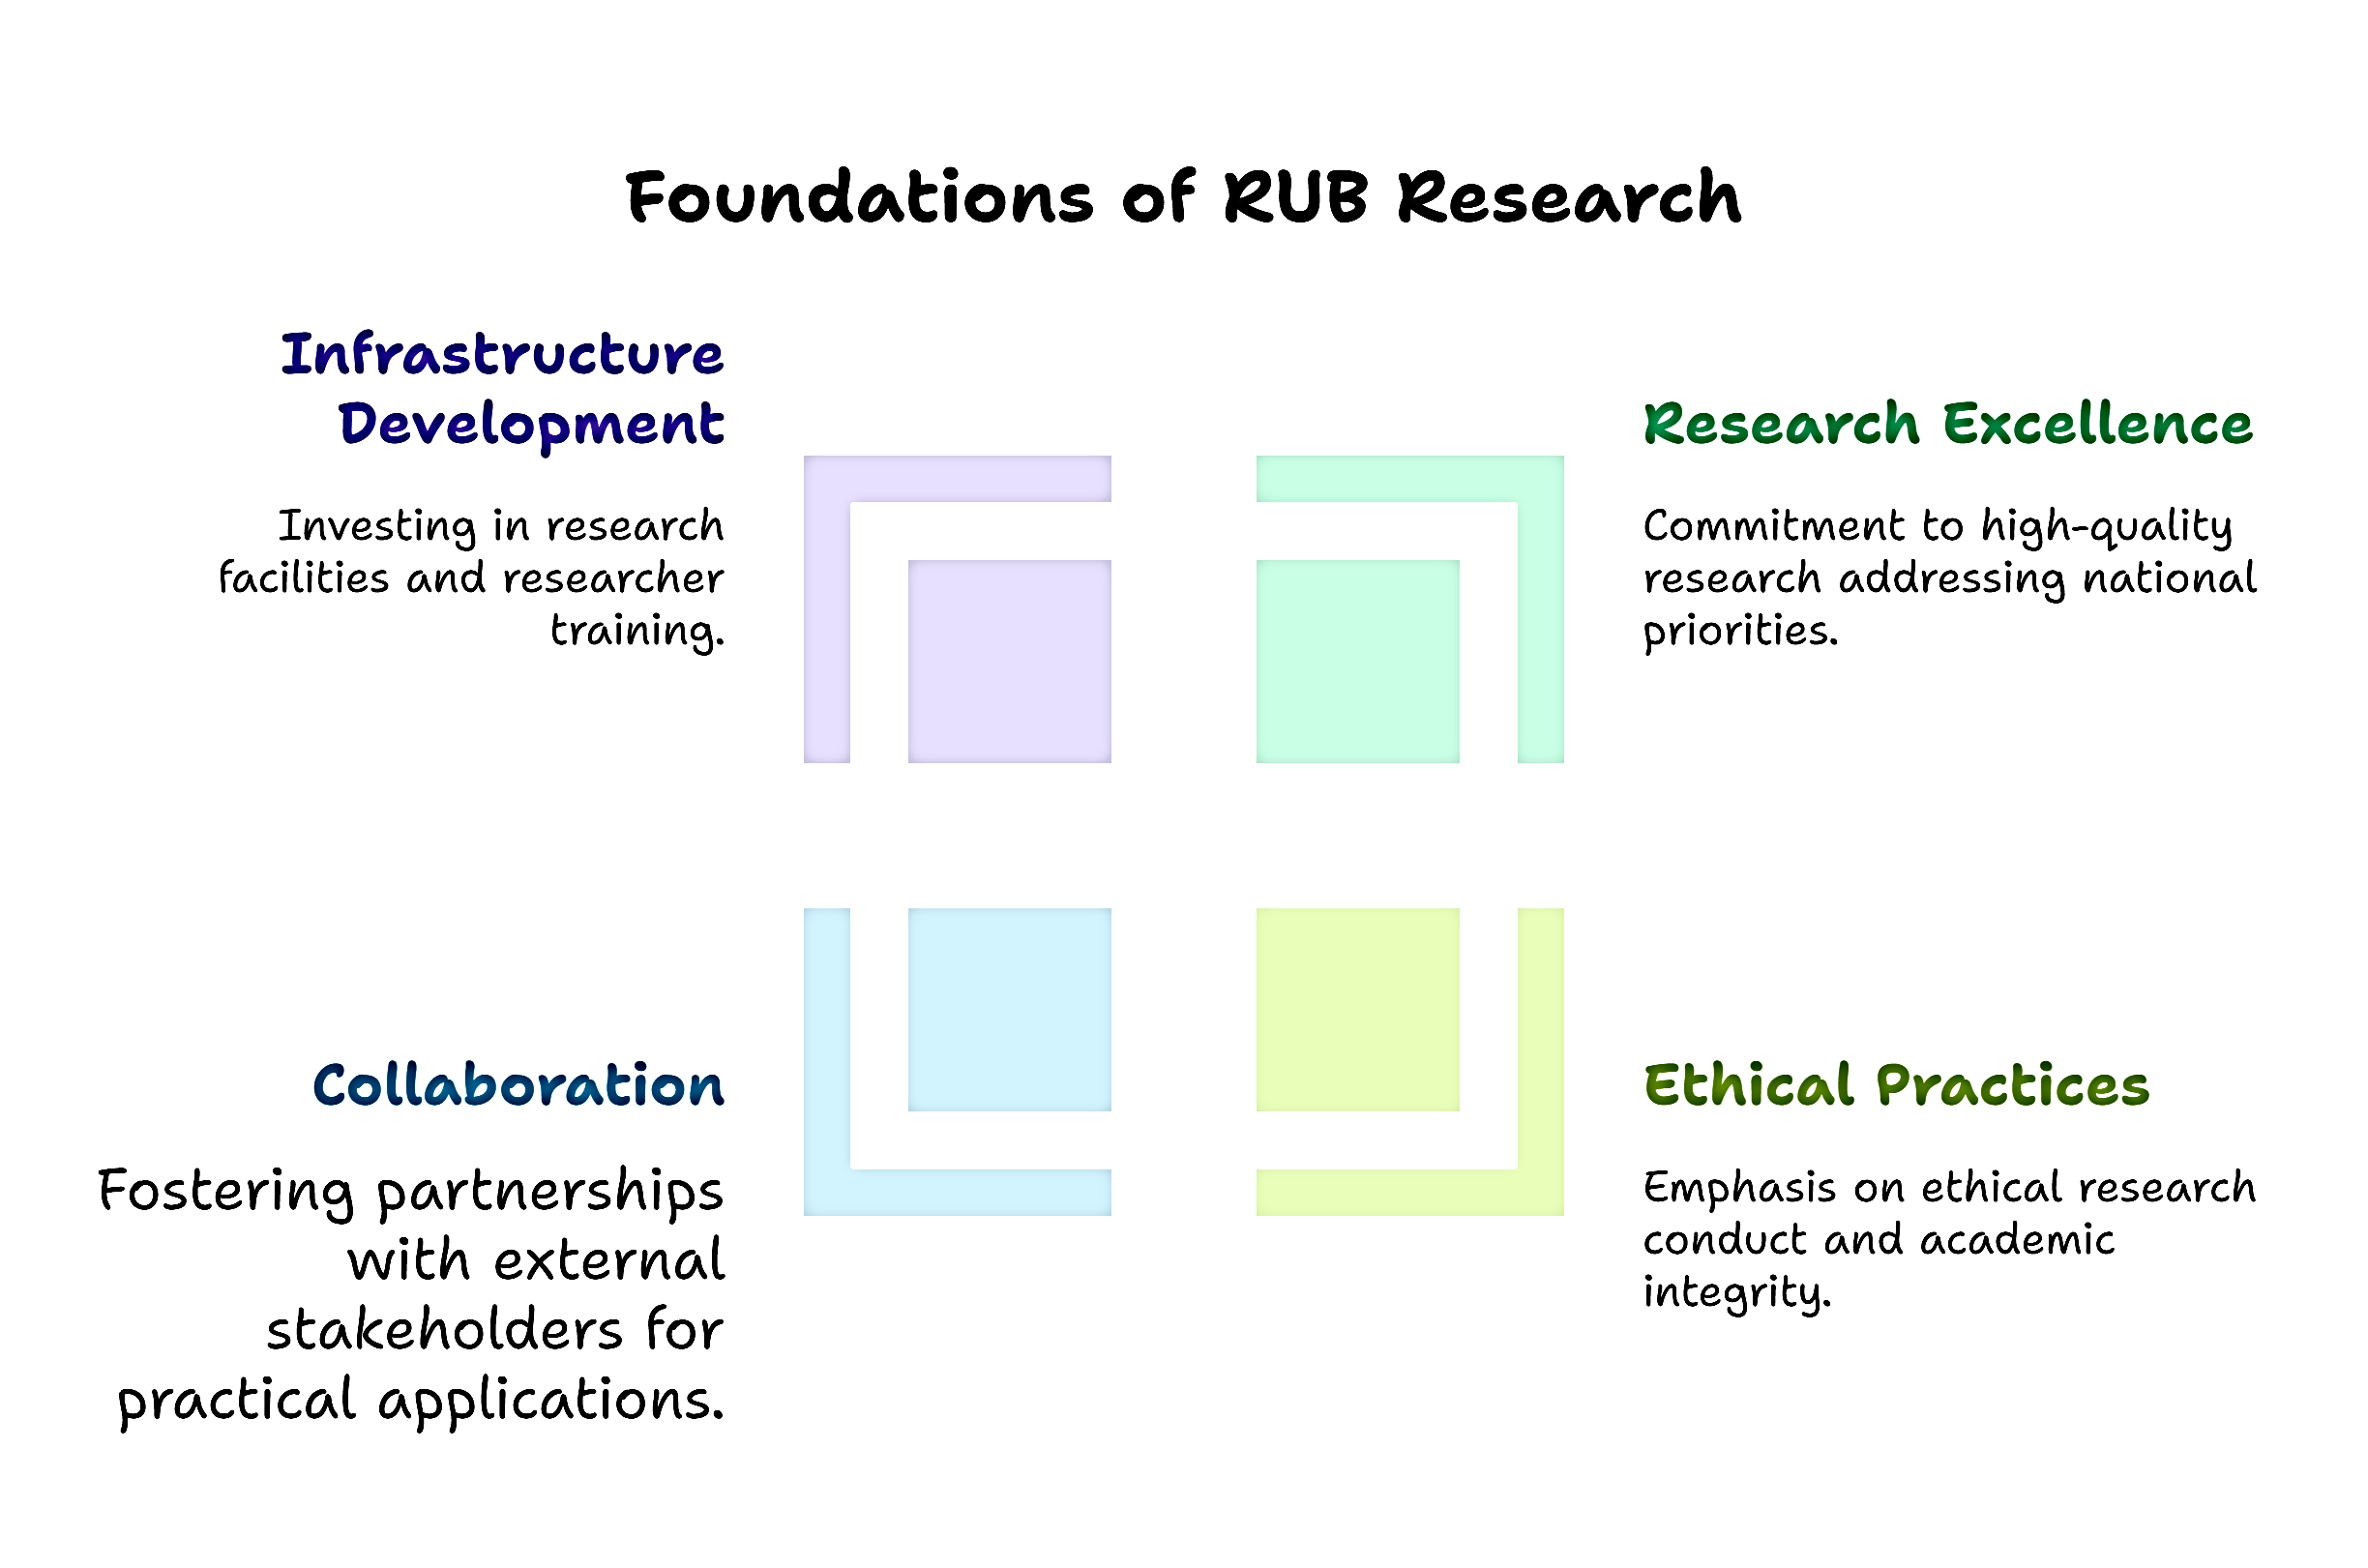 Foundations of RUB Research
Infrastructure
Development
Investing in research
facilities and researcher
training.
Research Excellence
Commitment to high-quality
research addressing national
priorities.
Collaboration
Fostering partnerships
with external
stakeholders for
practical applications.
Ethical Practices
Emphasis on ethical research
conduct and academic
integrity.